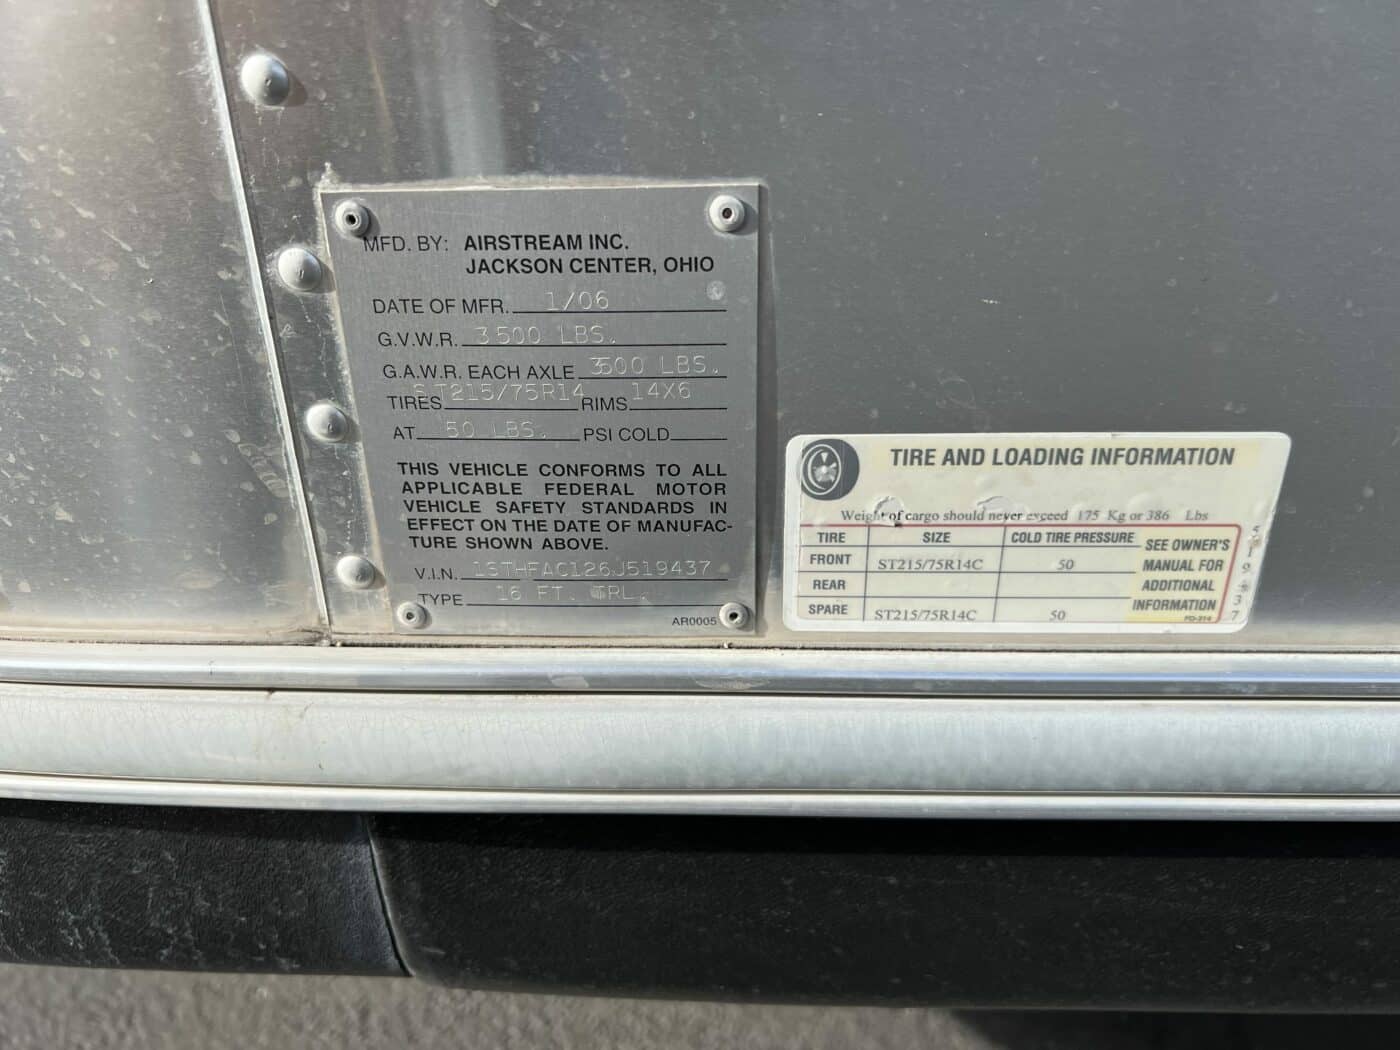 MFD. BY: AIRSTREAM INC.
JACKSON CENTER, OHIO
DATE OF MFR. 1/06
G.V.W.R. 3500 LBS.
G.A.W.R. EACH AXLE 3500 LBS.
TIRES ST215/75R14 RIMS 14X6
AT 50 LBS. PSI COLD
THIS VEHICLE CONFORMS TO ALL
APPLICABLE FEDERAL MOTOR
VEHICLE SAFETY STANDARDS IN
EFFECT ON THE DATE OF MANUFAC-
TURE SHOWN ABOVE.
V.I.N. 1STHFAC126J519437
TYPE 16 FT. TRL.
AR0005
TIRE AND LOADING INFORMATION
Weight of cargo should never exceed 175 Kg or 386 Lbs
TIRE SIZE COLD TIRE PRESSURE
FRONT ST215/75R14C 50
REAR
SPARE ST215/75R14C 50
SEE OWNER'S
MANUAL FOR
ADDITIONAL
INFORMATION
PD-214